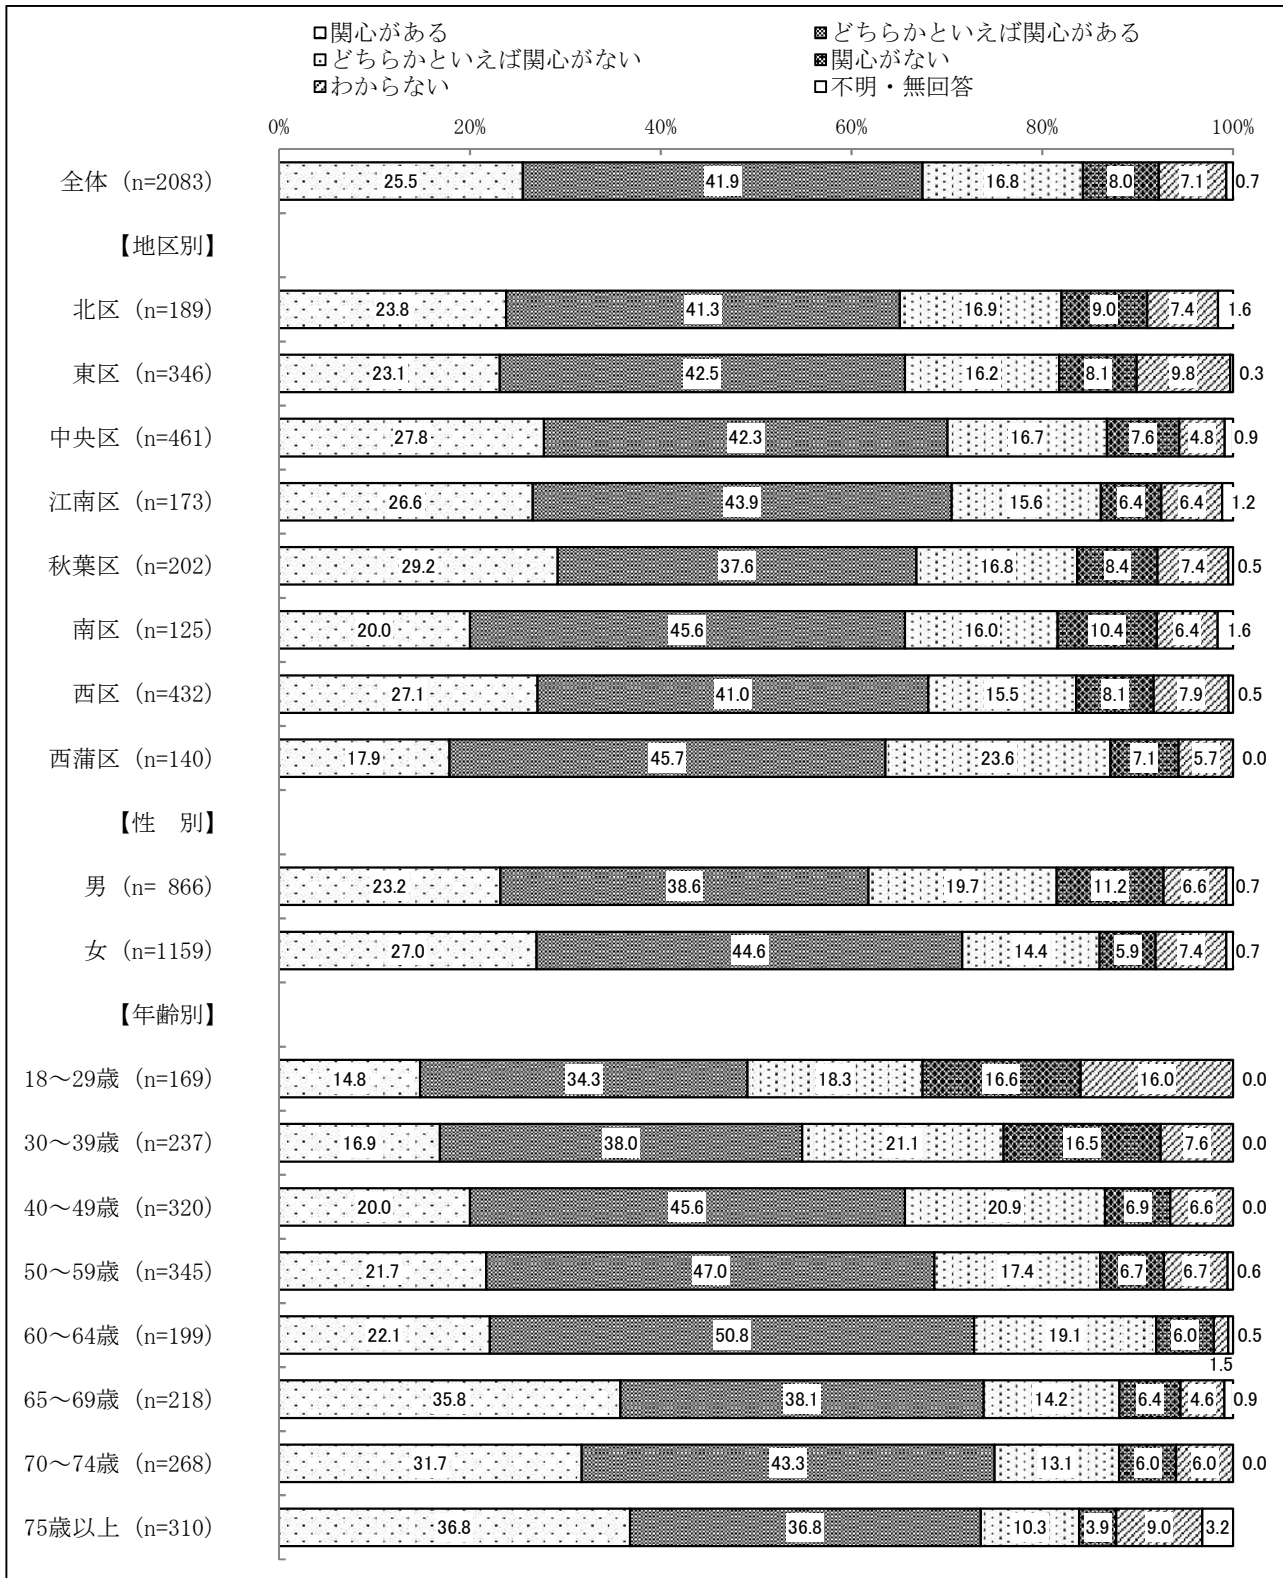 □関心がある ▩どちらかといえば関心がある
□どちらかといえば関心がない ▩関心がない
▨わからない □不明・無回答
0% 20% 40% 60% 80% 100%
全体 (n=2083) 25.5 41.9 16.8 8.0 7.1 0.7
【地区別】
北区 (n=189) 23.8 41.3 16.9 9.0 7.4 1.6
東区 (n=346) 23.1 42.5 16.2 8.1 9.8 0.3
中央区 (n=461) 27.8 42.3 16.7 7.6 4.8 0.9
江南区 (n=173) 26.6 43.9 15.6 6.4 6.4 1.2
秋葉区 (n=202) 29.2 37.6 16.8 8.4 7.4 0.5
南区 (n=125) 20.0 45.6 16.0 10.4 6.4 1.6
西区 (n=432) 27.1 41.0 15.5 8.1 7.9 0.5
西蒲区 (n=140) 17.9 45.7 23.6 7.1 5.7 0.0
【性　別】
男 (n= 866) 23.2 38.6 19.7 11.2 6.6 0.7
女 (n=1159) 27.0 44.6 14.4 5.9 7.4 0.7
【年齢別】
18～29歳 (n=169) 14.8 34.3 18.3 16.6 16.0 0.0
30～39歳 (n=237) 16.9 38.0 21.1 16.5 7.6 0.0
40～49歳 (n=320) 20.0 45.6 20.9 6.9 6.6 0.0
50～59歳 (n=345) 21.7 47.0 17.4 6.7 6.7 0.6
60～64歳 (n=199) 22.1 50.8 19.1 6.0 0.5
1.5
65～69歳 (n=218) 35.8 38.1 14.2 6.4 4.6 0.9
70～74歳 (n=268) 31.7 43.3 13.1 6.0 6.0 0.0
75歳以上 (n=310) 36.8 36.8 10.3 3.9 9.0 3.2